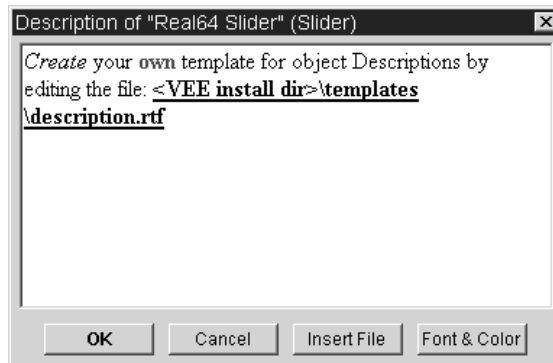 Description of "Real64 Slider" (Slider)
Create your own template for object Descriptions by
editing the file: <VEE install dir>\templates
\description.rtf
OK Cancel Insert File Font & Color